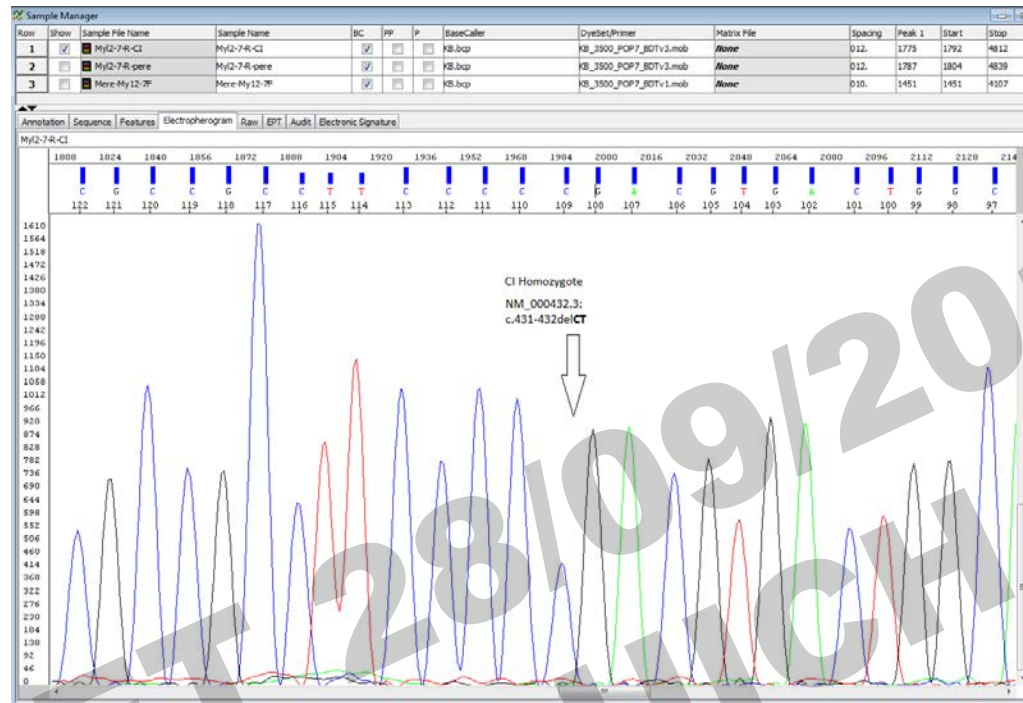 Sample Manager
Row Show Sample File Name Sample Name BC PP P BaseCaller DyeSet/Primer Matrix File Spacing Peak 1 Start Stop
1 Myl2-7-R-CI Myl2-7-R-CI KB.bcp KB_3500_POP7_BDTv3.mob None 012. 1775 1792 4812
2 Myl2-7-R-pere Myl2-7-R-pere KB.bcp KB_3500_POP7_BDTv3.mob None 012. 1787 1804 4839
3 Mere-My12-7F Mere-My12-7F KB.bcp KB_3500_POP7_BDTv1.mob None 010. 1451 1451 4107
Annotation Sequence Features Electropherogram Raw EPT Audit Electronic Signature
Myl2-7-R-CI
1808 1824 1840 1856 1872 1888 1904 1920 1936 1952 1968 1984 2000 2016 2032 2048 2064 2080 2096 2112 2128 214
C G C C G C C T T C C C C C G A C G T G A C T G G C
122 121 120 119 118 117 116 115 114 113 112 111 110 109 108 107 106 105 104 103 102 101 100 99 98 97
1610
1564
1518
1472
1426
1380
1334
1288
1242
1196
1150
1104
1058
1012
966
920
874
828
782
736
690
644
598
552
506
460
414
368
322
276
230
184
138
92
46
0
CI Homozygote
NM_000432.3:
c.431-432delCT
T 28/09/20
UICH